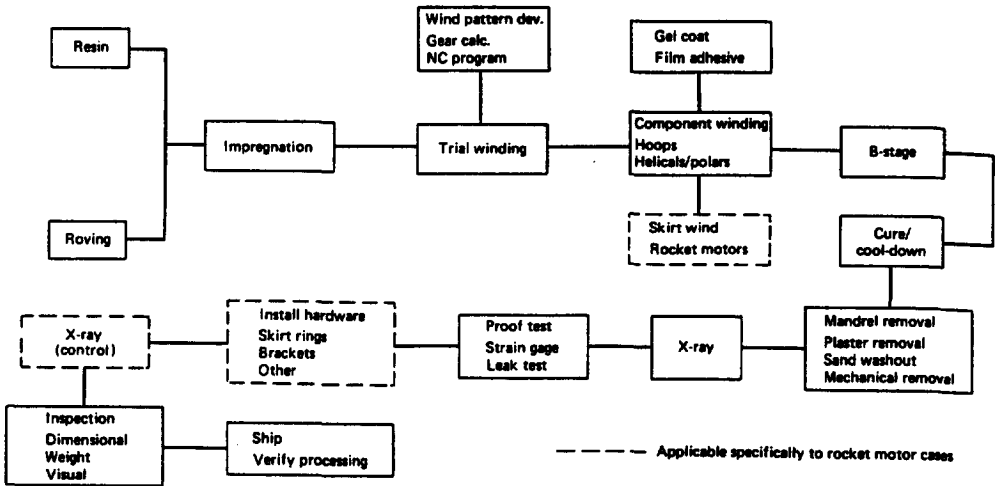 Resin
Roving
Impregnation
Wind pattern dev.
Gear calc.
NC program
Trial winding
Gel coat
Film adhesive
Component winding
Hoops
Helicals/polars
Skirt wind
Rocket motors
B-stage
Cure/
cool-down
Mandrel removal
Plaster removal
Sand washout
Mechanical removal
X-ray
Proof test
Strain gage
Leak test
Install hardware
Skirt rings
Brackets
Other
X-ray
(control)
Inspection
Dimensional
Weight
Visual
Ship
Verify processing
Applicable specifically to rocket motor cases